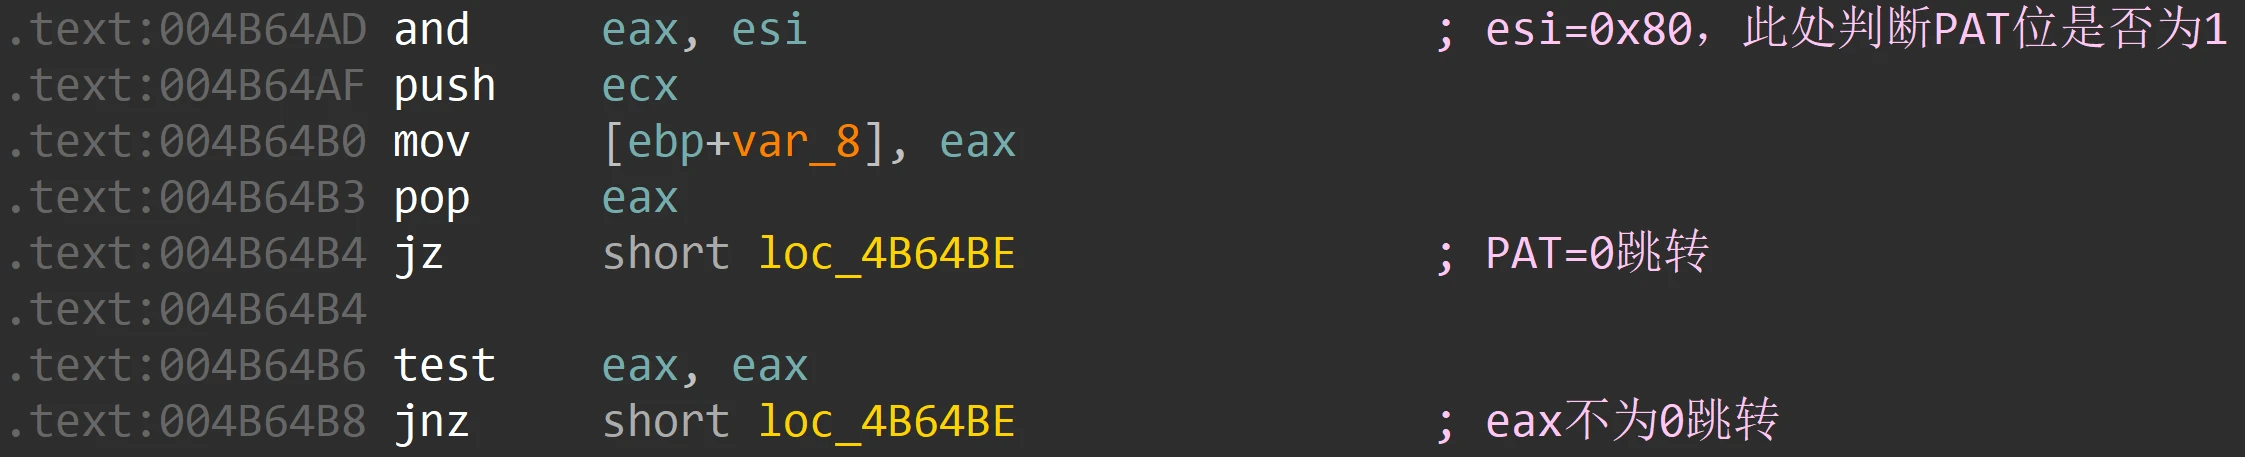 .text:004B64AD and eax, esi ; esi=0x80，此处判断PAT位是否为1
.text:004B64AF push ecx
.text:004B64B0 mov [ebp+var_8], eax
.text:004B64B3 pop eax
.text:004B64B4 jz short loc_4B64BE ; PAT=0跳转
.text:004B64B4
.text:004B64B6 test eax, eax
.text:004B64B8 jnz short loc_4B64BE ; eax不为0跳转